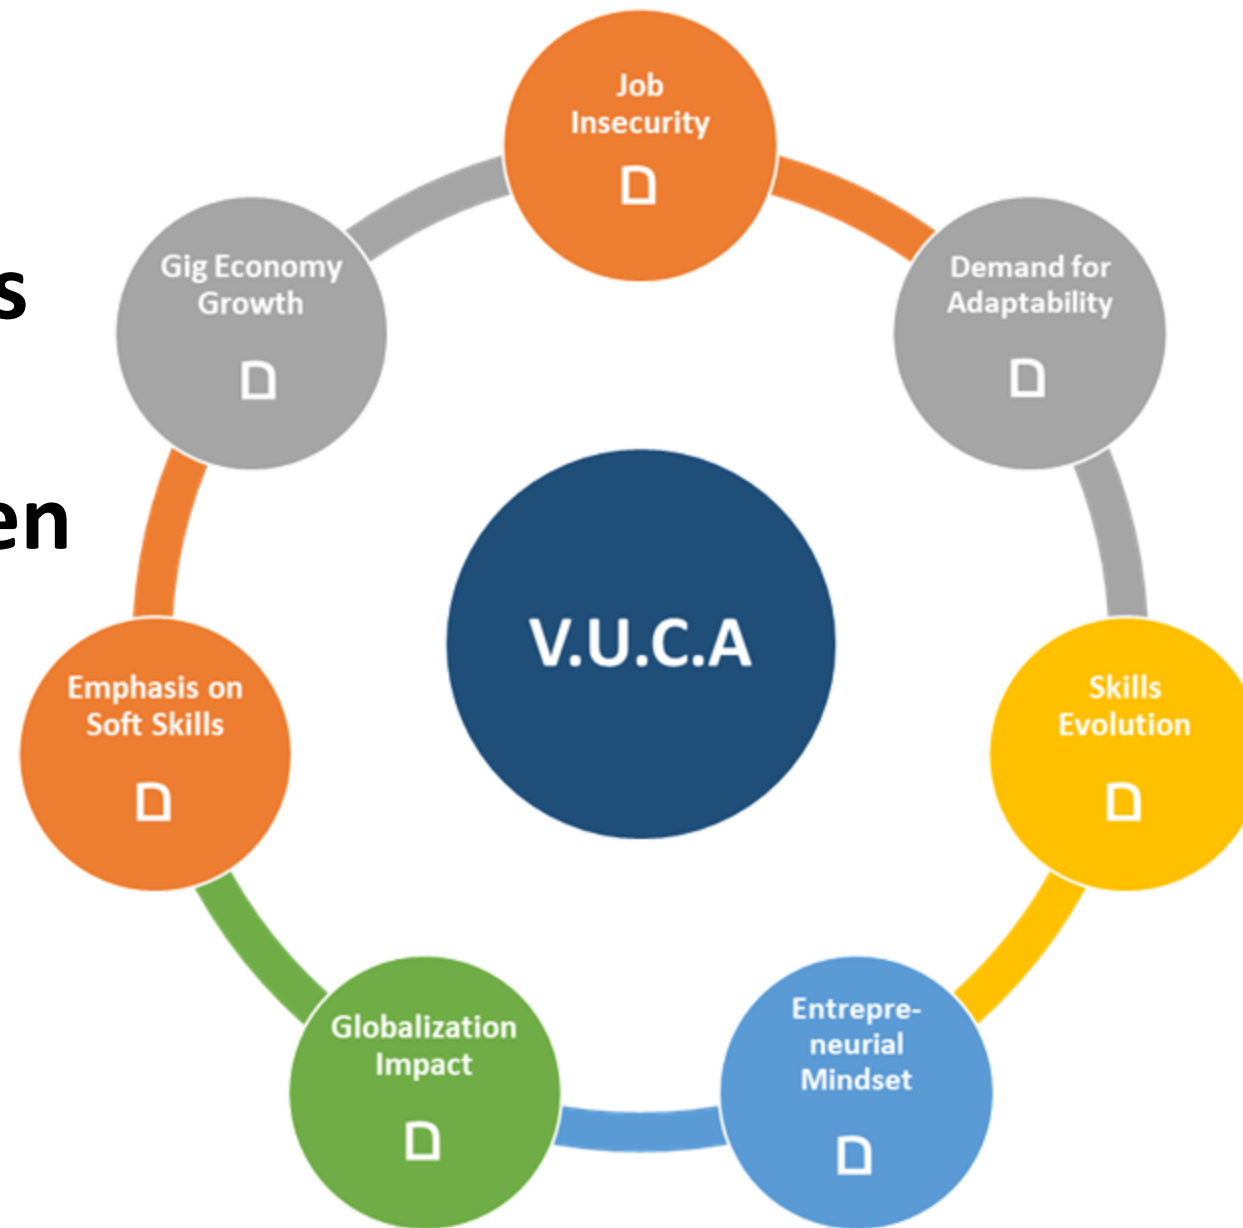 Job
Insecurity
ם
Demand for
Adaptability
ם
Skills
Evolution
ם
Entrepre-
neurial
Mindset
ם
Globalization
Impact
ם
Emphasis on
Soft Skills
ם
Gig Economy
Growth
ם
V.U.C.A
s
en